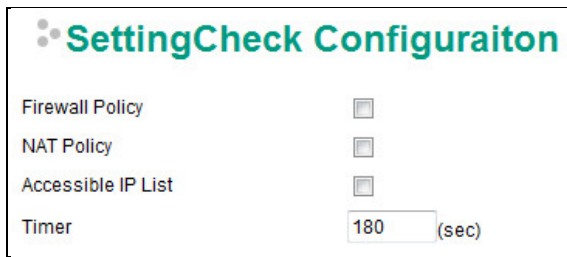 SettingCheck Configuraiton
Firewall Policy
NAT Policy
Accessible IP List
Timer 180 (sec)